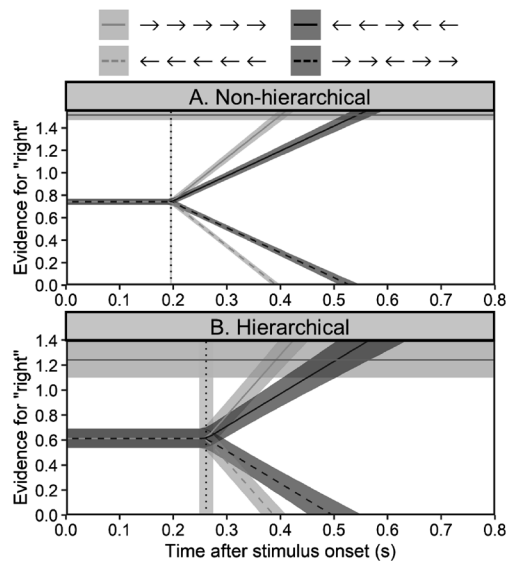 → → → → → ← ← → ← ←
← ← ← ← ← → → ← → →
A. Non-hierarchical
Evidence for "right"
1.4
1.2
1.0
0.8
0.6
0.4
0.2
0.0
0.0 0.1 0.2 0.3 0.4 0.5 0.6 0.7 0.8
B. Hierarchical
Evidence for "right"
1.4
1.2
1.0
0.8
0.6
0.4
0.2
0.0
0.0 0.1 0.2 0.3 0.4 0.5 0.6 0.7 0.8
Time after stimulus onset (s)